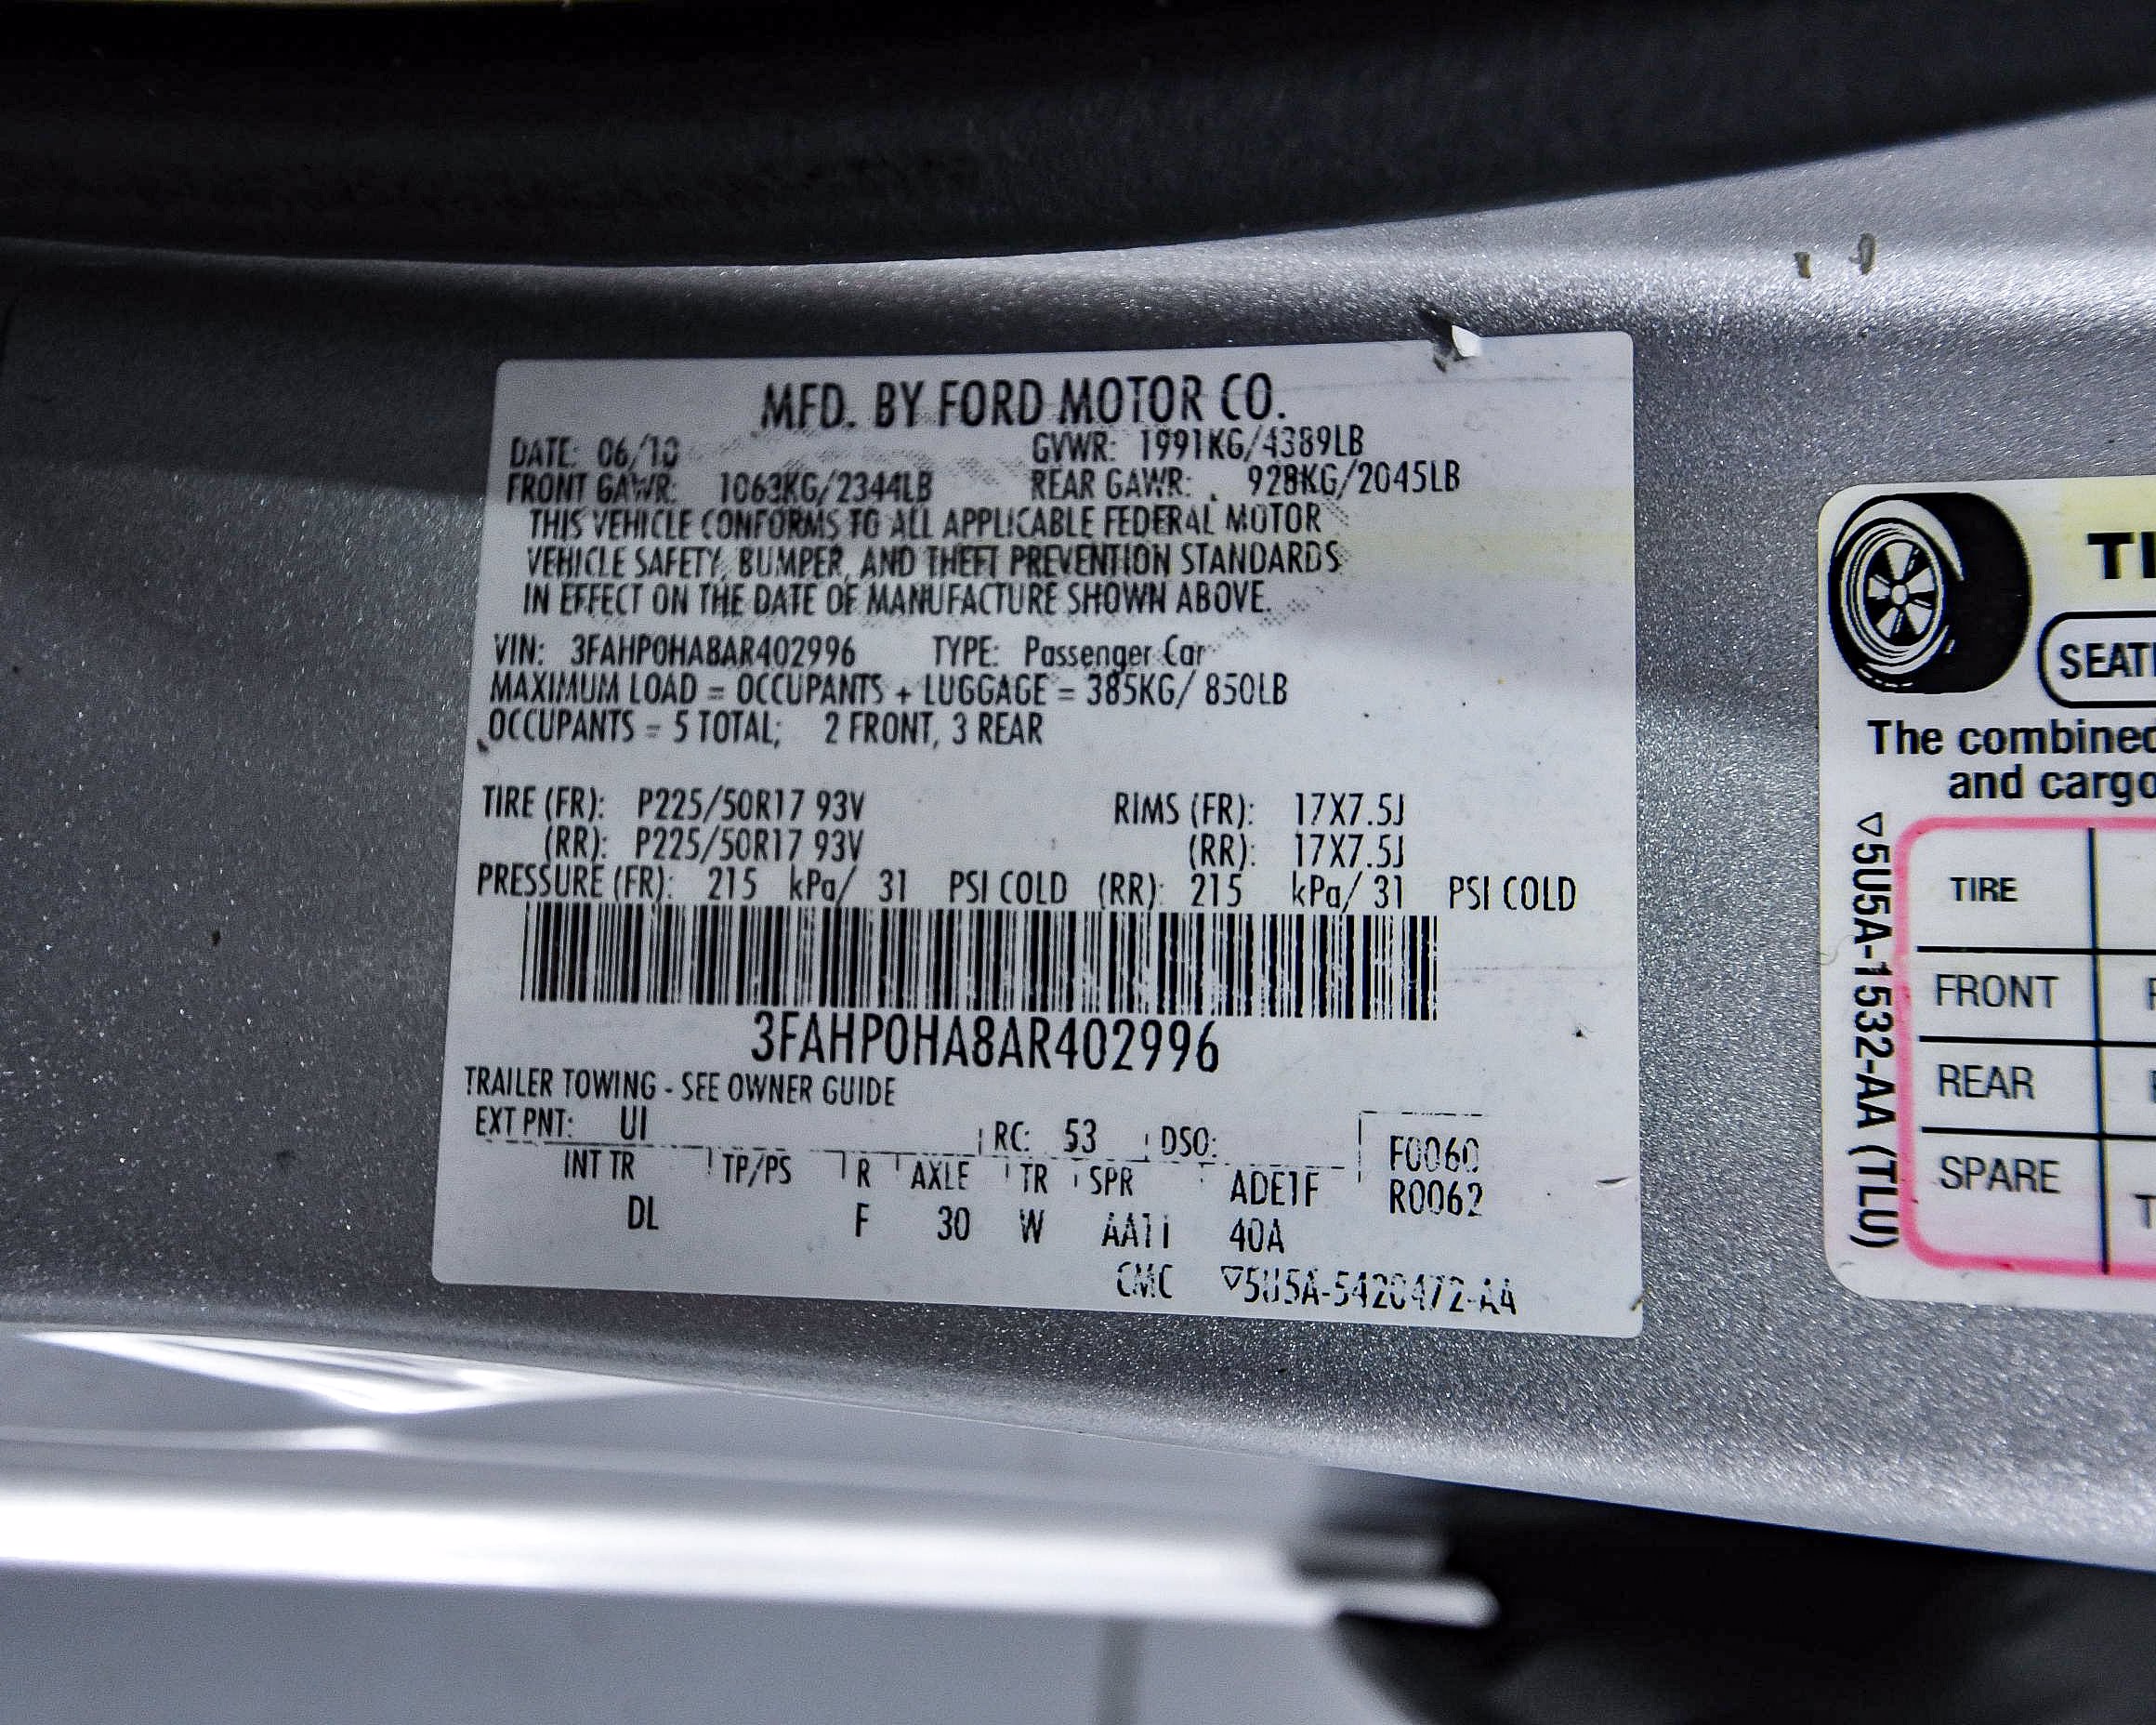 MFD. BY FORD MOTOR CO.
DATE: 06/10 GVWR: 1991KG/4389LB
FRONT GAWR: 1063KG/2344LB REAR GAWR: 928KG/2045LB
THIS VEHICLE CONFORMS TO ALL APPLICABLE FEDERAL MOTOR
VEHICLE SAFETY, BUMPER, AND THEFT PREVENTION STANDARDS
IN EFFECT ON THE DATE OF MANUFACTURE SHOWN ABOVE.
VIN: 3FAHP0HA8AR402996 TYPE: Passenger Car
MAXIMUM LOAD = OCCUPANTS + LUGGAGE = 385KG/ 850LB
OCCUPANTS = 5 TOTAL; 2 FRONT, 3 REAR
TIRE (FR): P225/50R17 93V RIMS (FR): 17X7.5J
(RR): P225/50R17 93V (RR): 17X7.5J
PRESSURE (FR): 215 kPa/ 31 PSI COLD (RR): 215 kPa/ 31 PSI COLD
3FAHP0HA8AR402996
TRAILER TOWING - SEE OWNER GUIDE
EXT PNT: UI RC: 53 DSO: F0060
INT TR TP/PS R AXLE TR SPR ADE1F R0062
DL F 30 W AA11 40A
CMC ▽5U5A-5420472-AA
SEAT
The combined
and cargo
TIRE
FRONT
REAR
SPARE
▽5U5A-1532-AA (TLU)